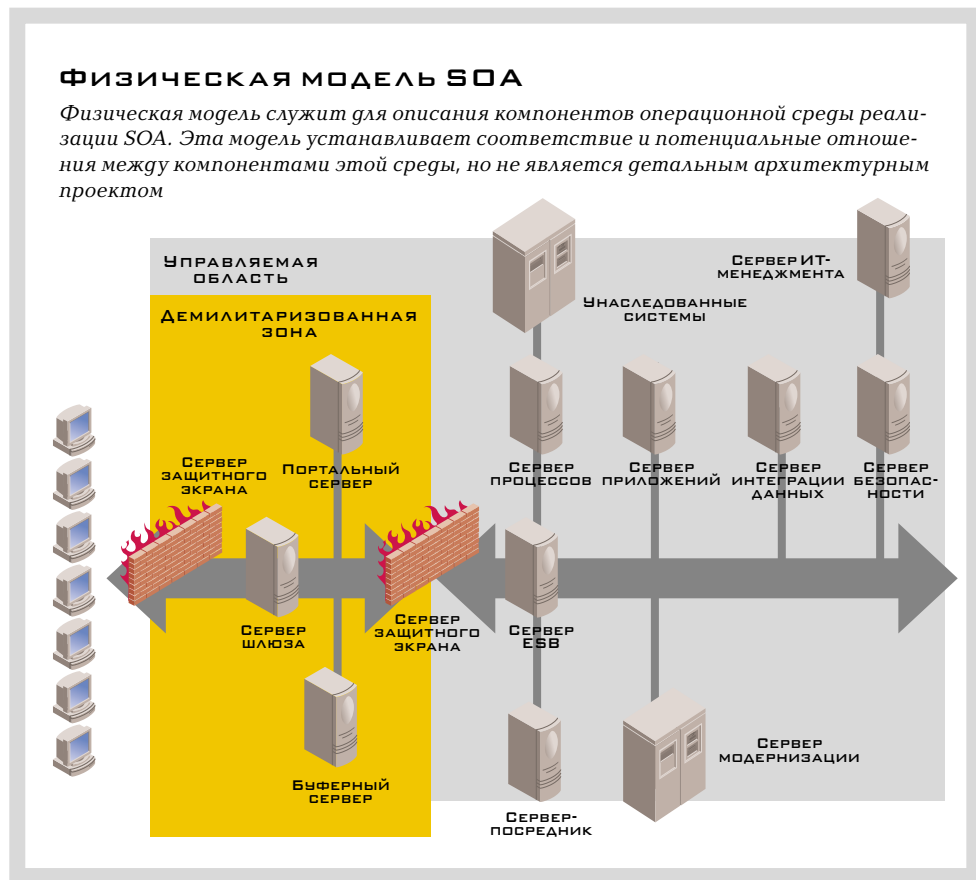 Физическая модель SOA
Физическая модель служит для описания компонентов операционной среды реали-
зации SOA. Эта модель устанавливает соответствие и потенциальные отноше-
ния между компонентами этой среды, но не является детальным архитектурным
проектом
Управляемая
область
Сервер ИТ-
менеджмента
Унаследованные
системы
Демилитаризованная
зона
Сервер
защитного
экрана
Портальный
сервер
Сервер
процессов
Сервер
приложений
Сервер
интеграции
данных
Сервер
безопас-
ности
Сервер
шлюза
Сервер
защитного
экрана
Сервер
ESB
Буферный
сервер
Сервер
модернизации
Сервер-
посредник